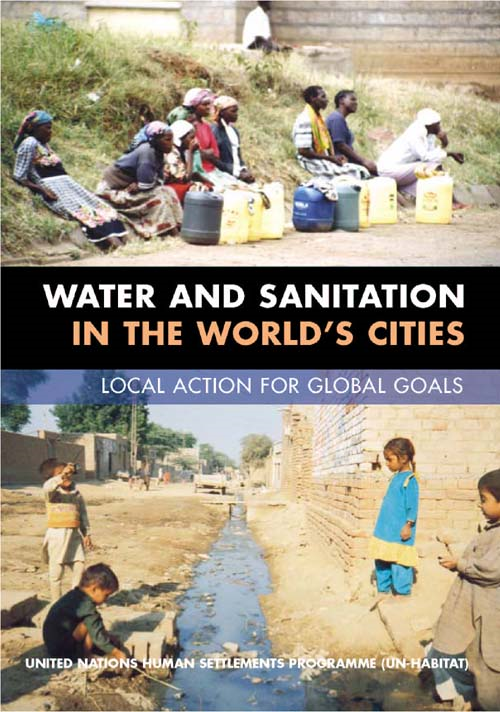 WATER AND SANITATION
IN THE WORLD'S CITIES
LOCAL ACTION FOR GLOBAL GOALS
UNITED NATIONS HUMAN SETTLEMENTS PROGRAMME (UN-HABITAT)